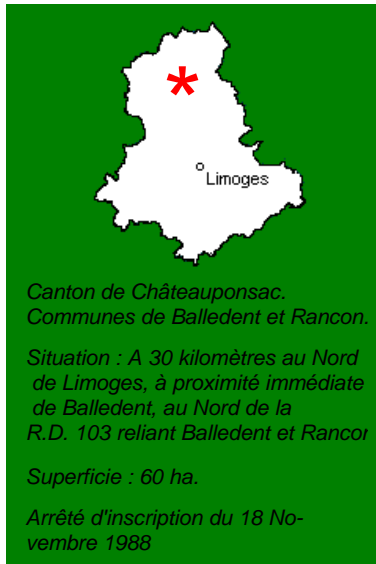 *
Limoges
Canton de Châteauponsac.
Communes de Balledent et Rancon.
Situation : A 30 kilomètres au Nord
de Limoges, à proximité immédiate
de Balledent, au Nord de la
R.D. 103 reliant Balledent et Rancon
Superficie : 60 ha.
Arrêté d'inscription du 18 No-
vembre 1988